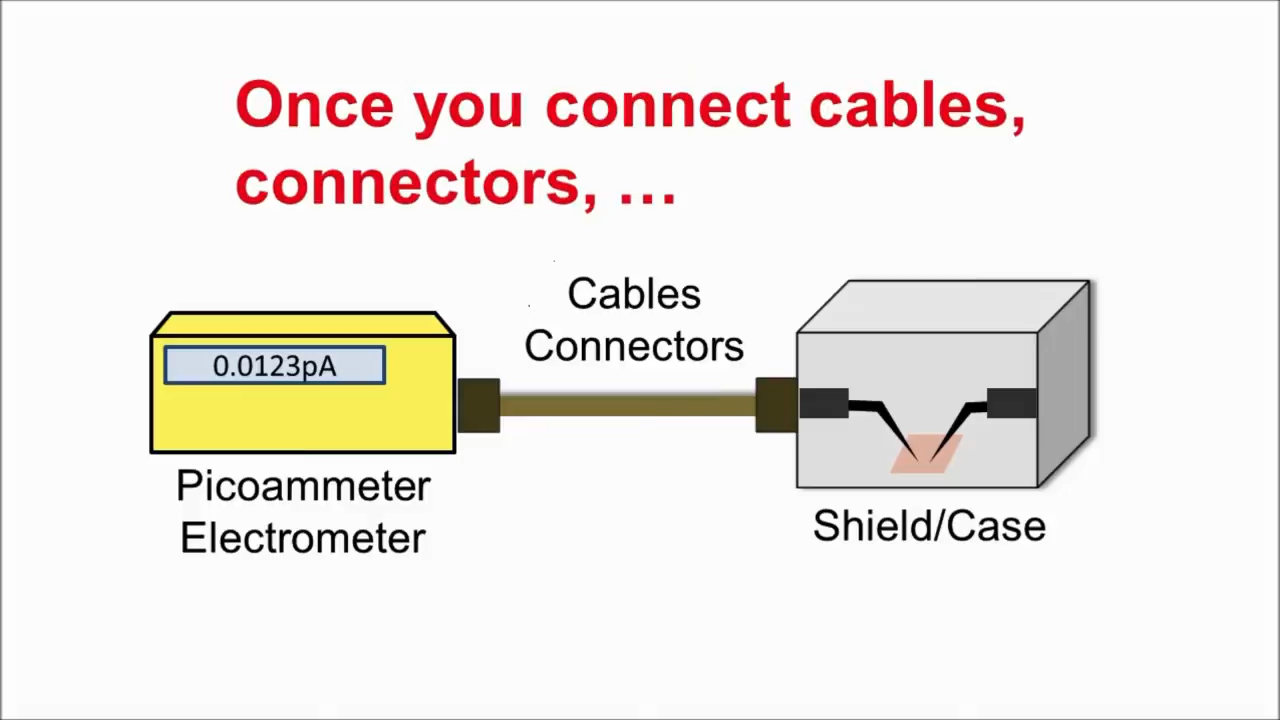 Once you connect cables,
connectors, …
Cables
Connectors
0.0123pA
Picoammeter
Electrometer
Shield/Case